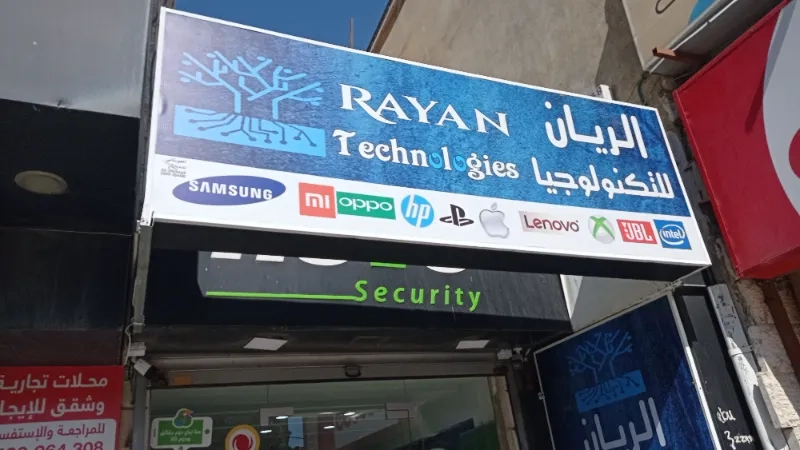 RAYAN
Technologies
الريان
للتكنولوجيا
SAMSUNG
mi
oppo
hp
Lenovo
JBL
intel
Security
محلات تجارية
وشقق للإيجار
للمراجعة والإستفسار
الريان